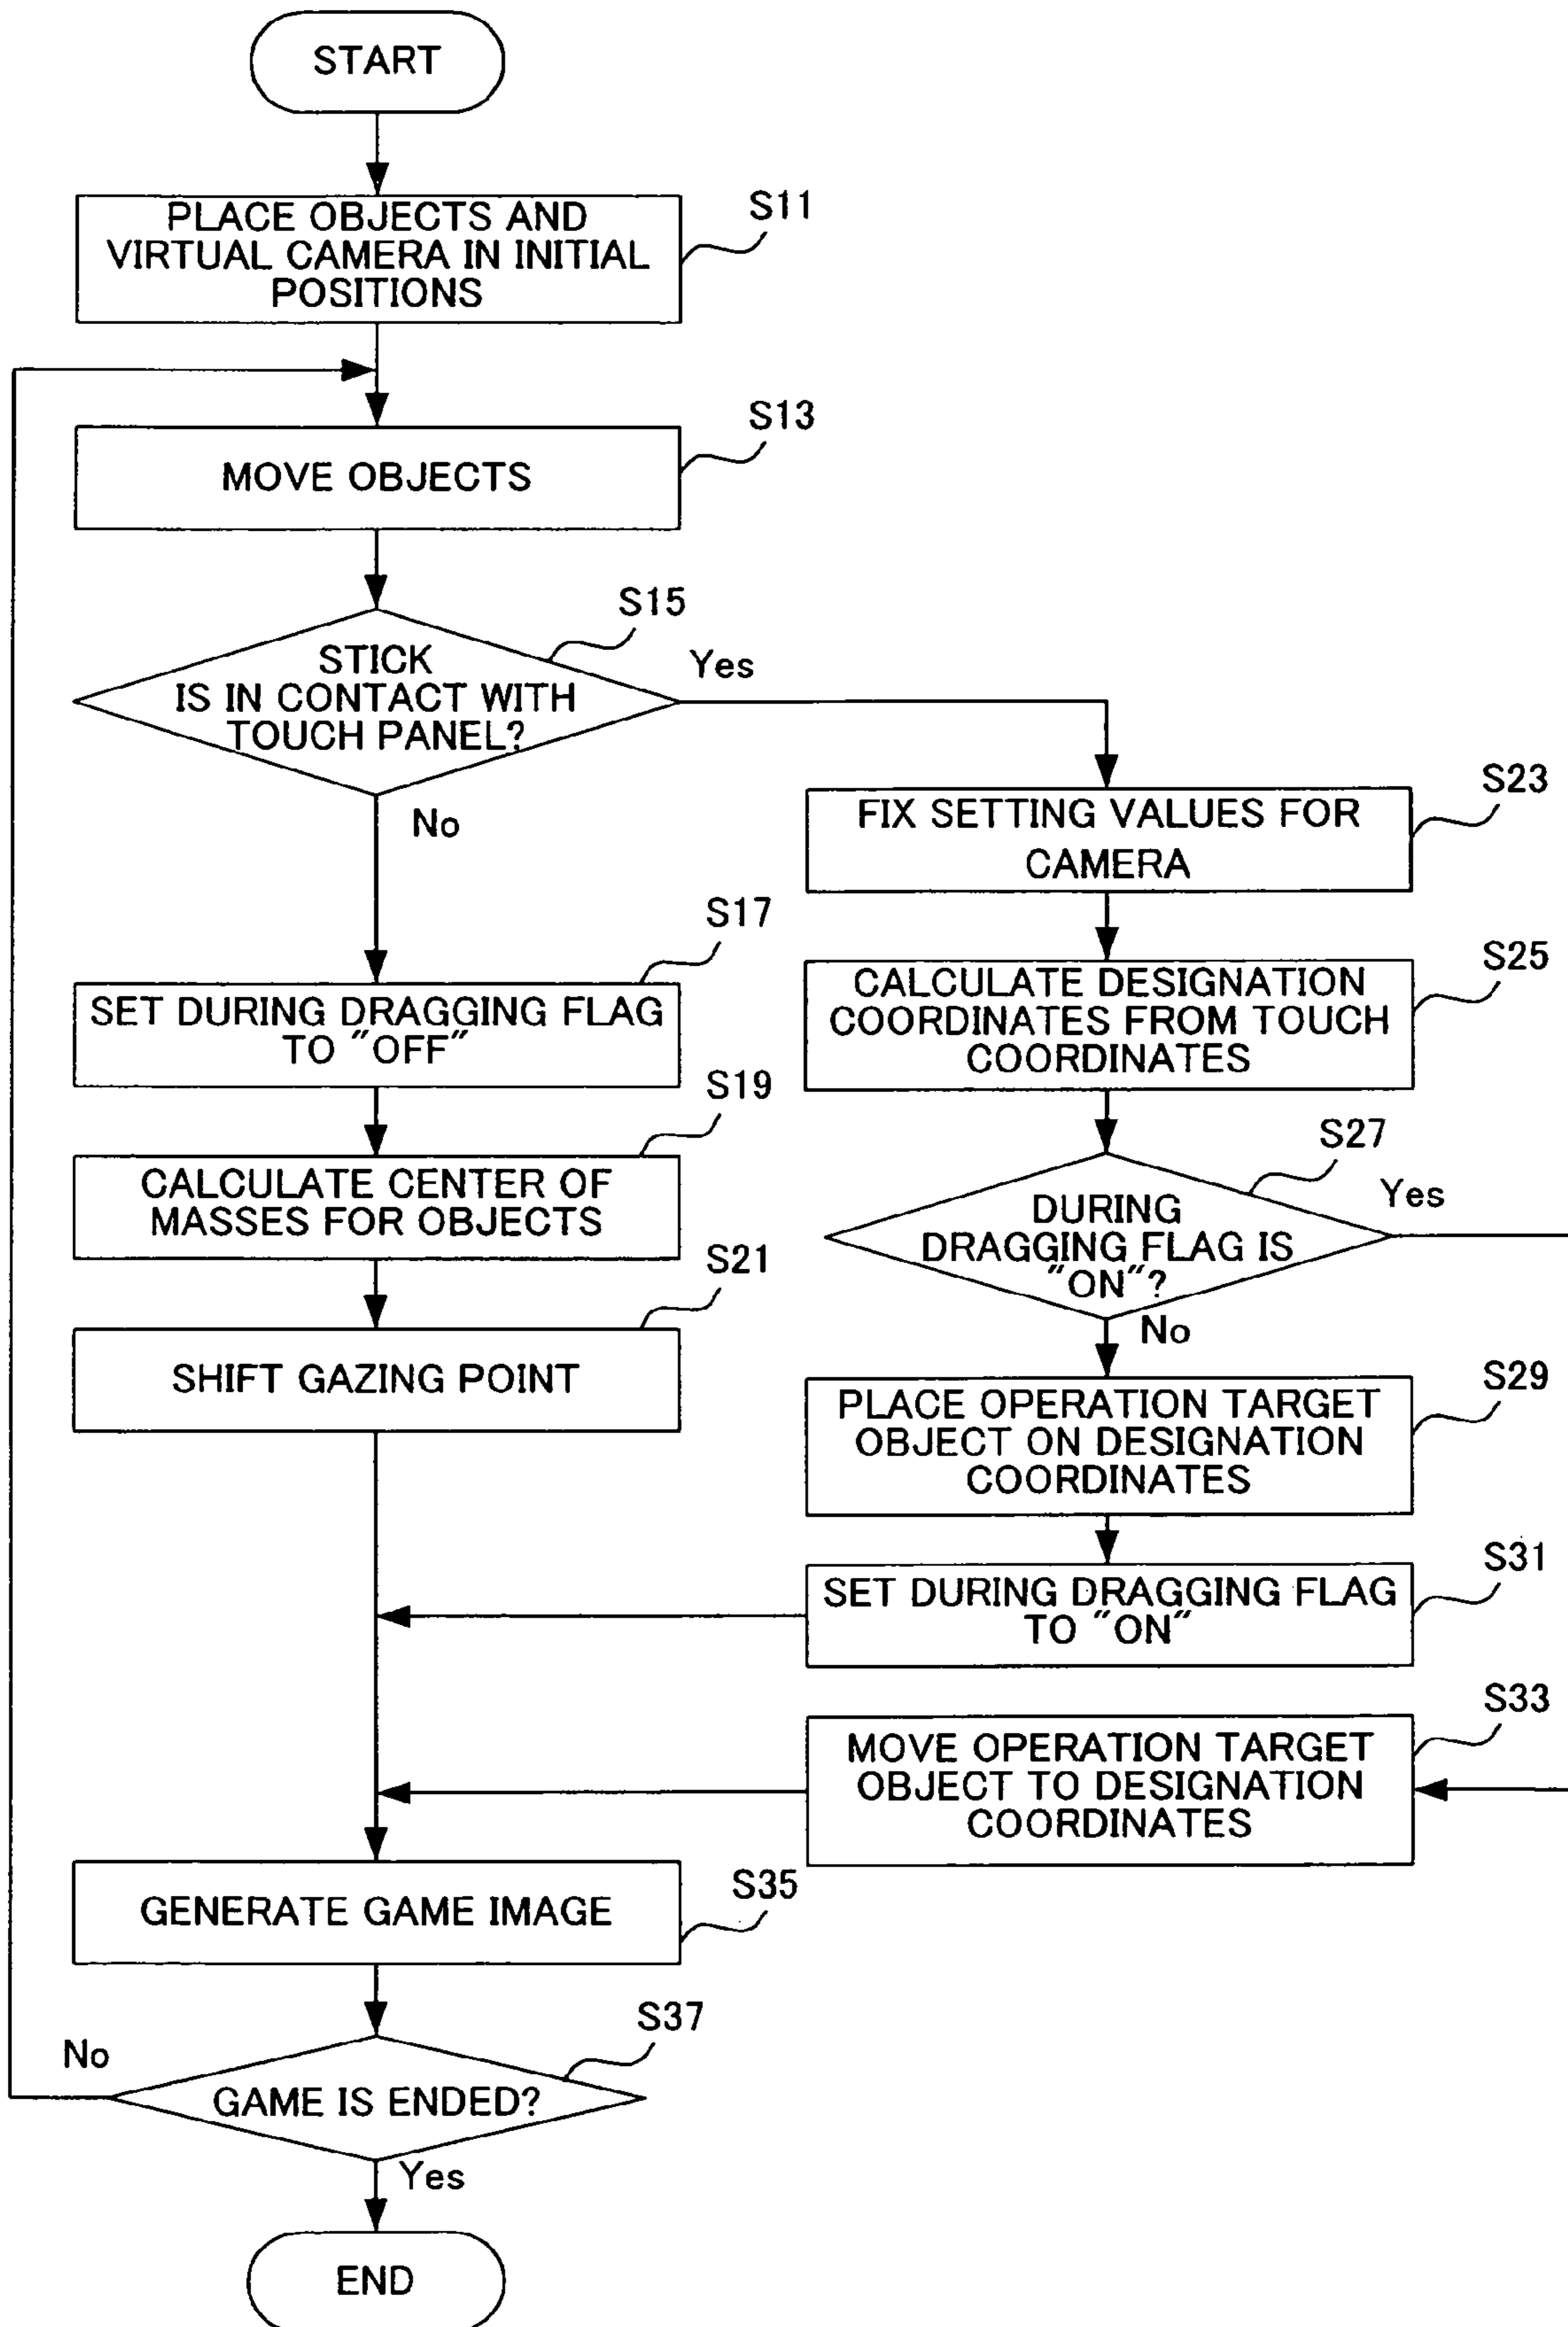 START
S11
PLACE OBJECTS AND
VIRTUAL CAMERA IN INITIAL
POSITIONS
S13
MOVE OBJECTS
S15
STICK
IS IN CONTACT WITH
TOUCH PANEL?
Yes
No
S23
FIX SETTING VALUES FOR
CAMERA
S17
SET DURING DRAGGING FLAG
TO "OFF"
S25
CALCULATE DESIGNATION
COORDINATES FROM TOUCH
COORDINATES
S19
CALCULATE CENTER OF
MASSES FOR OBJECTS
S27
DURING
DRAGGING FLAG IS
"ON"?
Yes
No
S21
SHIFT GAZING POINT
S29
PLACE OPERATION TARGET
OBJECT ON DESIGNATION
COORDINATES
S31
SET DURING DRAGGING FLAG
TO "ON"
S33
MOVE OPERATION TARGET
OBJECT TO DESIGNATION
COORDINATES
S35
GENERATE GAME IMAGE
S37
No
GAME IS ENDED?
Yes
END